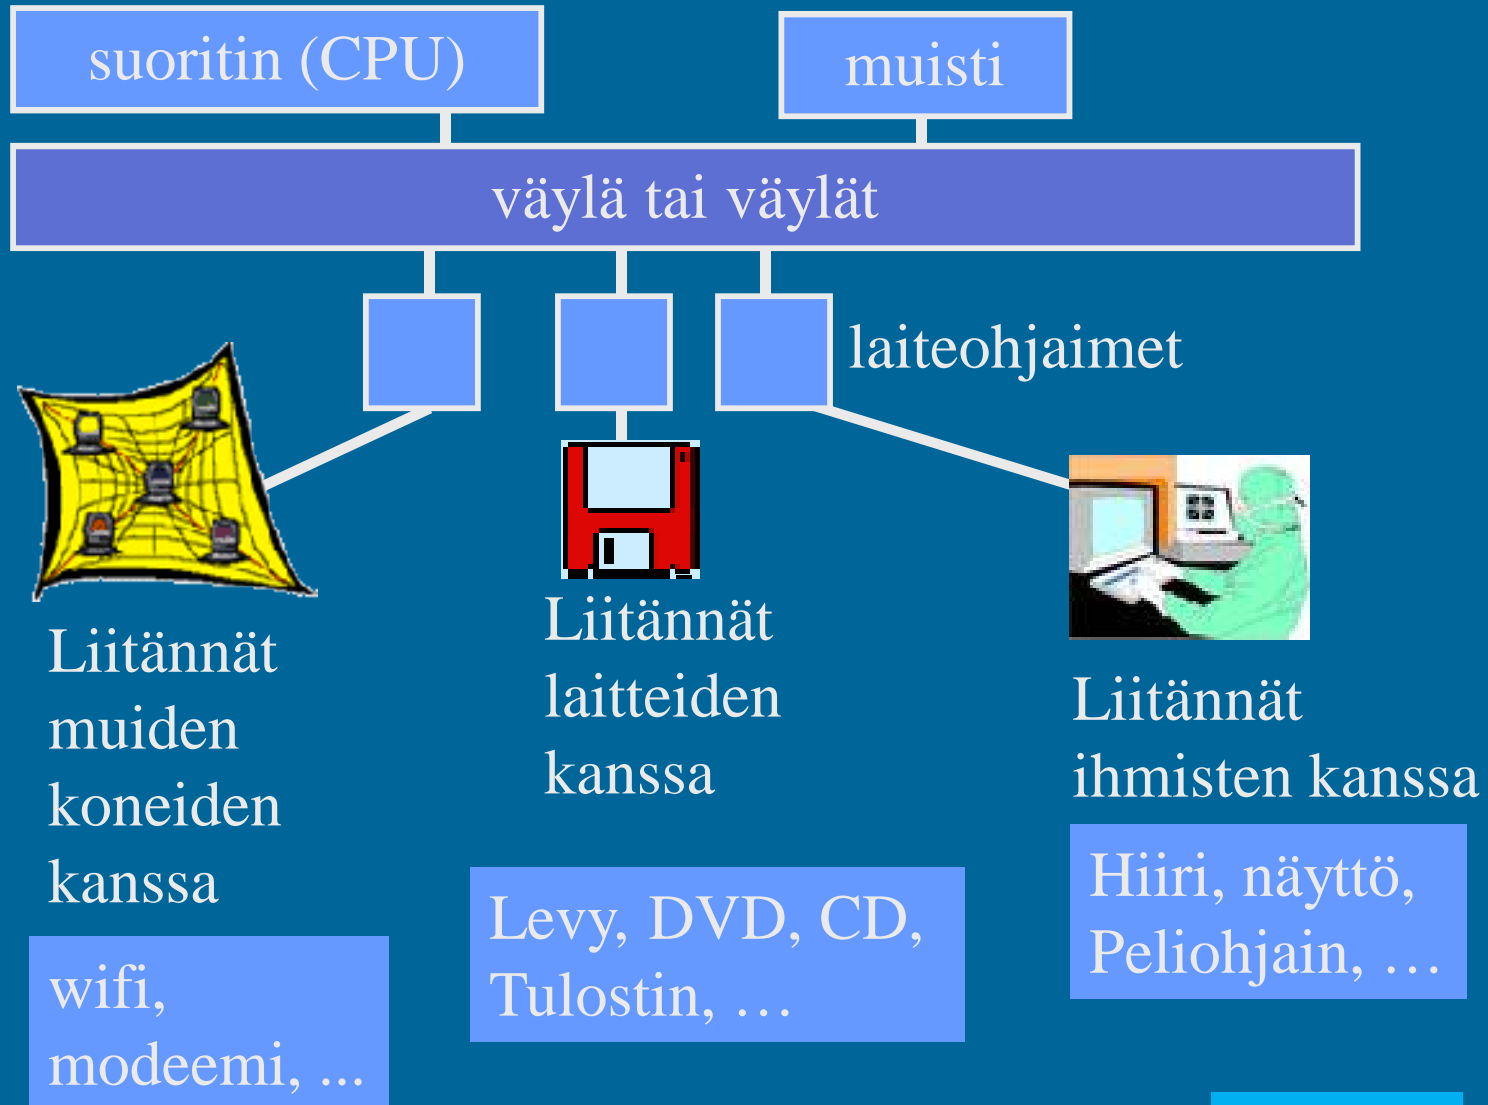 suoritin (CPU)
muisti
väylä tai väylät
laiteohjaimet
Liitännät
muiden
koneiden
kanssa
wifi,
modeemi, ...
Liitännät
laitteiden
kanssa
Levy, DVD, CD,
Tulostin, …
Liitännät
ihmisten kanssa
Hiiri, näyttö,
Peliohjain, …